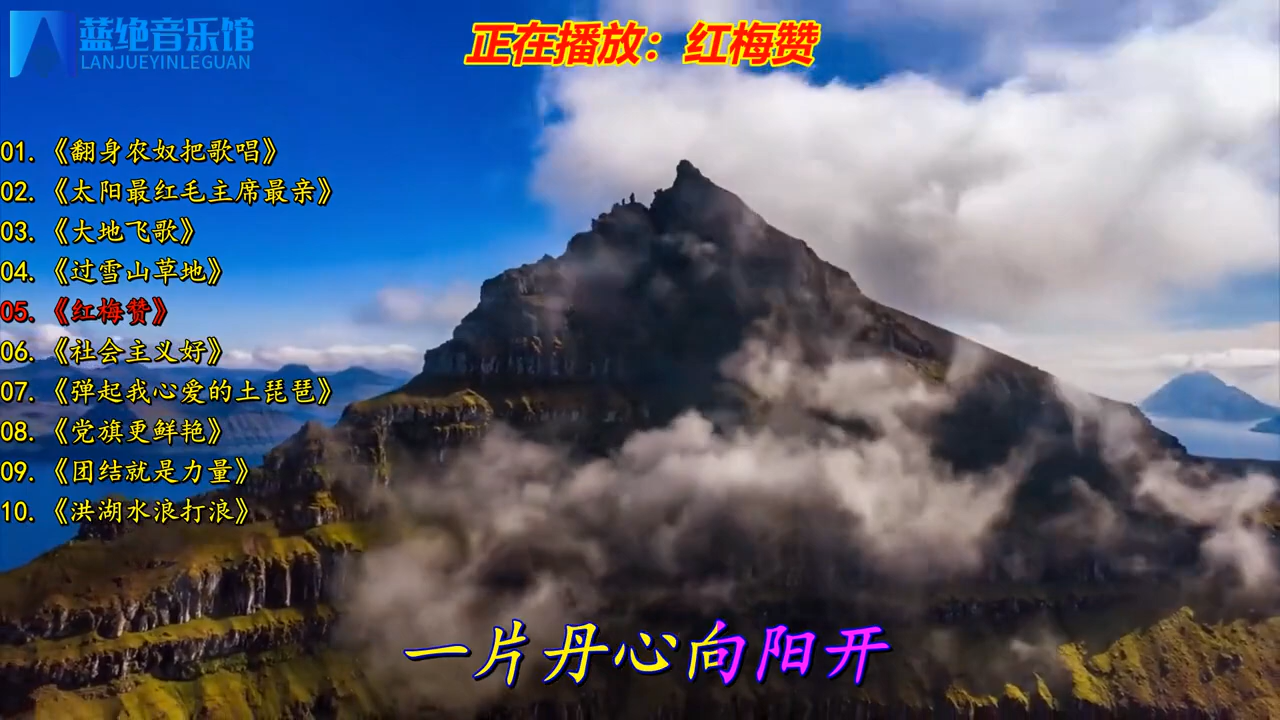 蓝绝音乐馆
LANJUEYINLEGUAN
正在播放：红梅赞
01.《翻身农奴把歌唱》
02.《太阳最红毛主席最亲》
03.《大地飞歌》
04.《过雪山草地》
05.《红梅赞》
06.《社会主义好》
07.《弹起我心爱的土琵琶》
08.《党旗更鲜艳》
09.《团结就是力量》
10.《洪湖水浪打浪》
一片丹心向阳开